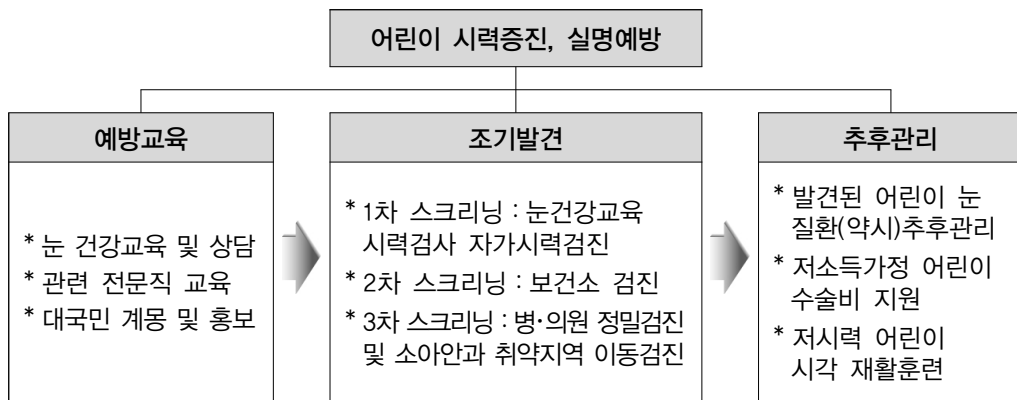 어린이 시력증진, 실명예방
예방교육
* 눈 건강교육 및 상담
* 관련 전문직 교육
* 대국민 계몽 및 홍보
조기발견
* 1차 스크리닝 : 눈건강교육
시력검사 자가시력검진
* 2차 스크리닝 : 보건소 검진
* 3차 스크리닝 : 병·의원 정밀검진
및 소아안과 취약지역 이동검진
추후관리
* 발견된 어린이 눈
질환(약시)추후관리
* 저소득가정 어린이
수술비 지원
* 저시력 어린이
시각 재활훈련